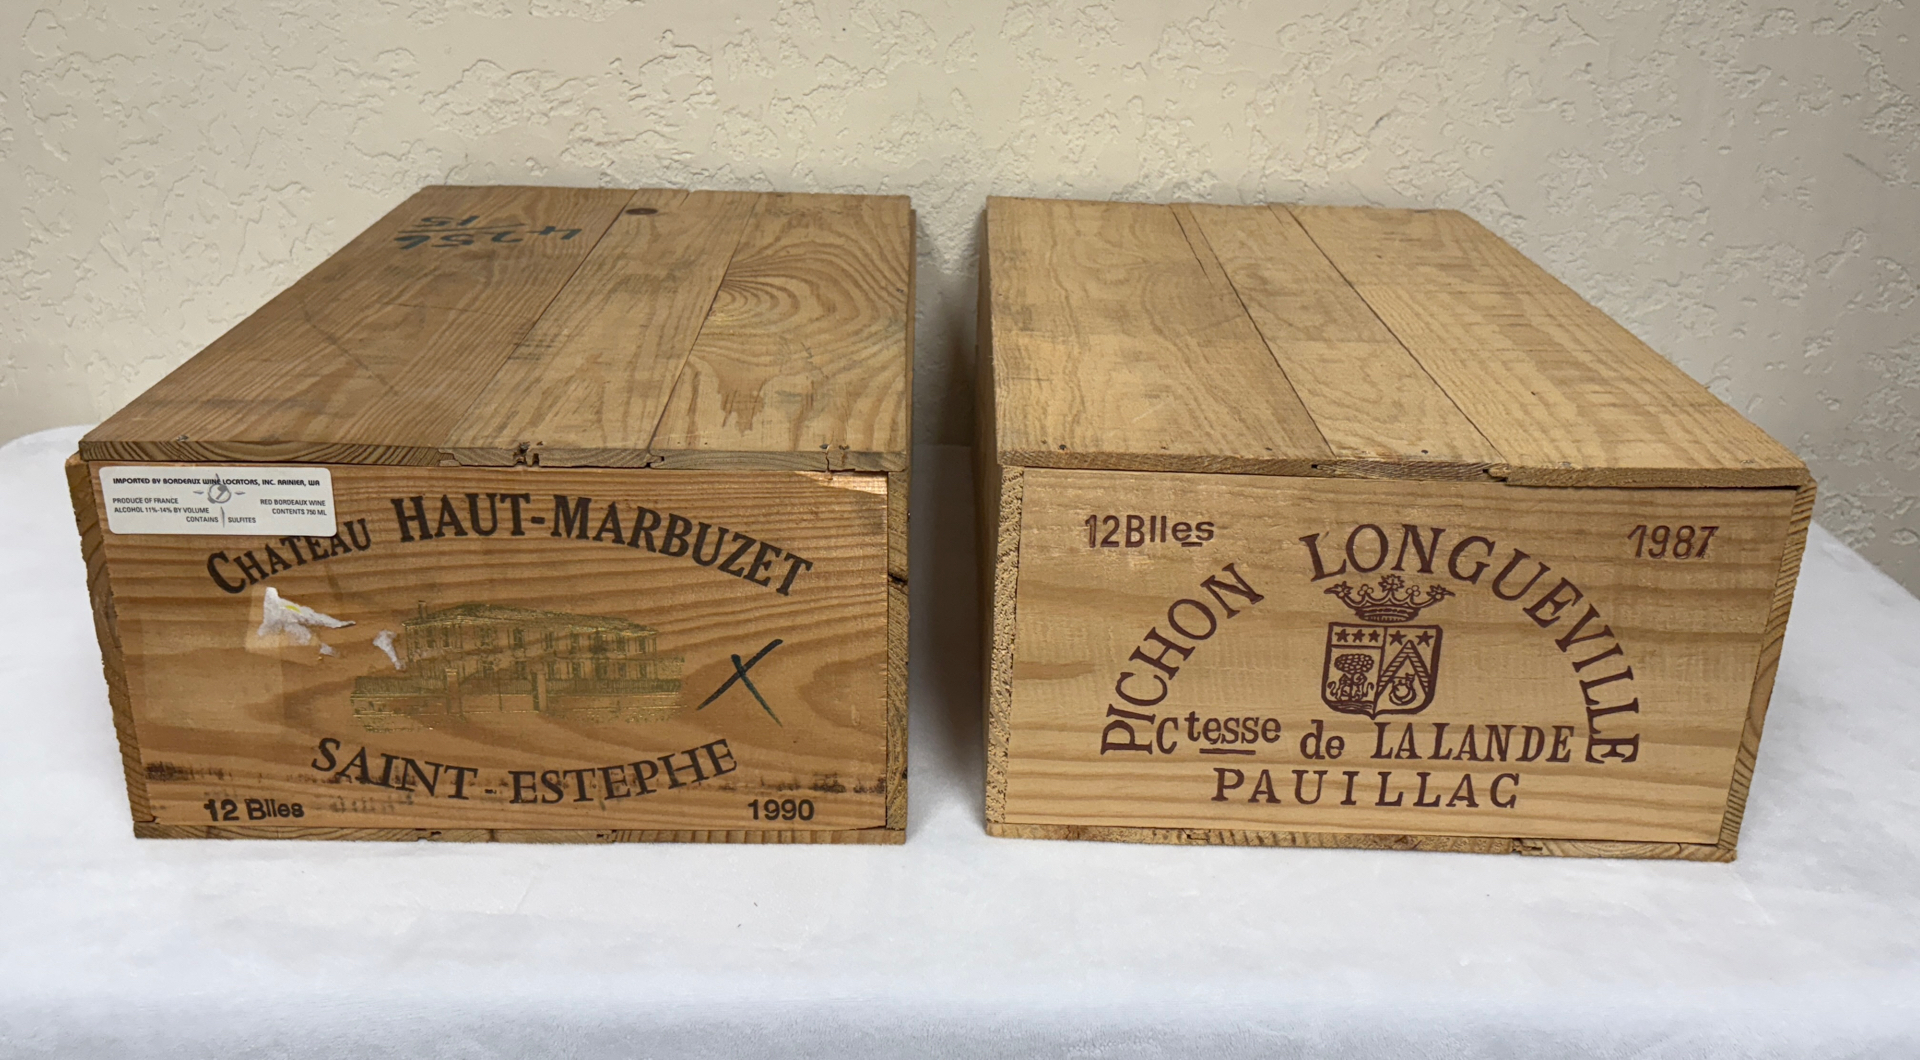 4756
15
IMPORTED BY BORDEAUX WINE LOCATORS, INC. RAINIER, WA
PRODUCE OF FRANCE RED BORDEAUX WINE
ALCOHOL 11%-14% BY VOLUME CONTENTS 750 ML
CONTAINS SULFITES
CHATEAU HAUT-MARBUZET
X
SAINT-ESTEPHE
12 Blles 1990
12Blles 1987
PICHON LONGUEVILLE
Ctesse de LALANDE
PAUILLAC